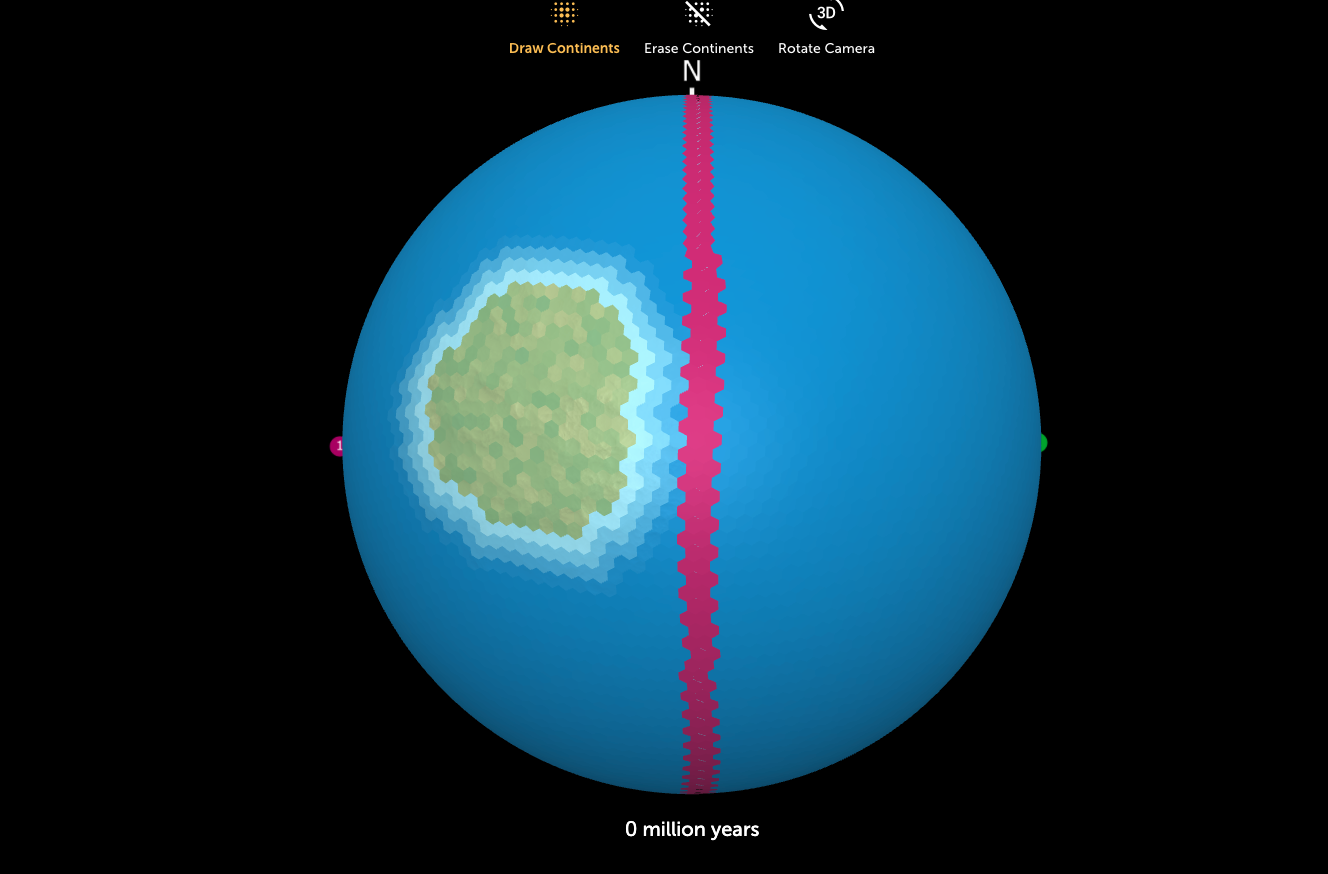 3D
Draw Continents
Erase Continents
Rotate Camera
N
1
0 million years